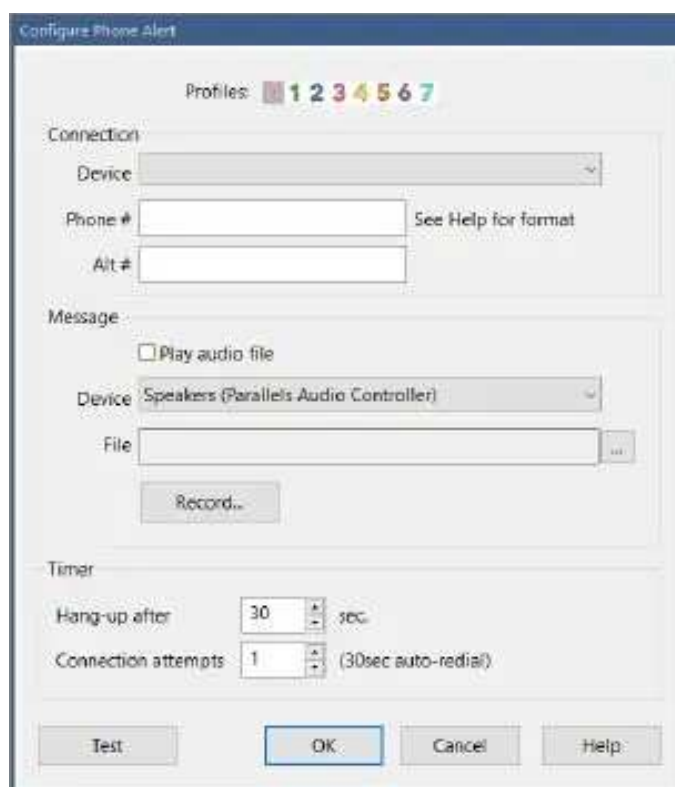 Configure Phone Alert
Profiles: 1 2 3 4 5 6 7
Connection
Device
Phone # See Help for format
Alt #
Message
Play audio file
Device Speakers (Parallels Audio Controller)
File ...
Record...
Timer
Hang-up after 30 sec.
Connection attempts 1 (30sec auto-redial)
Test OK Cancel Help